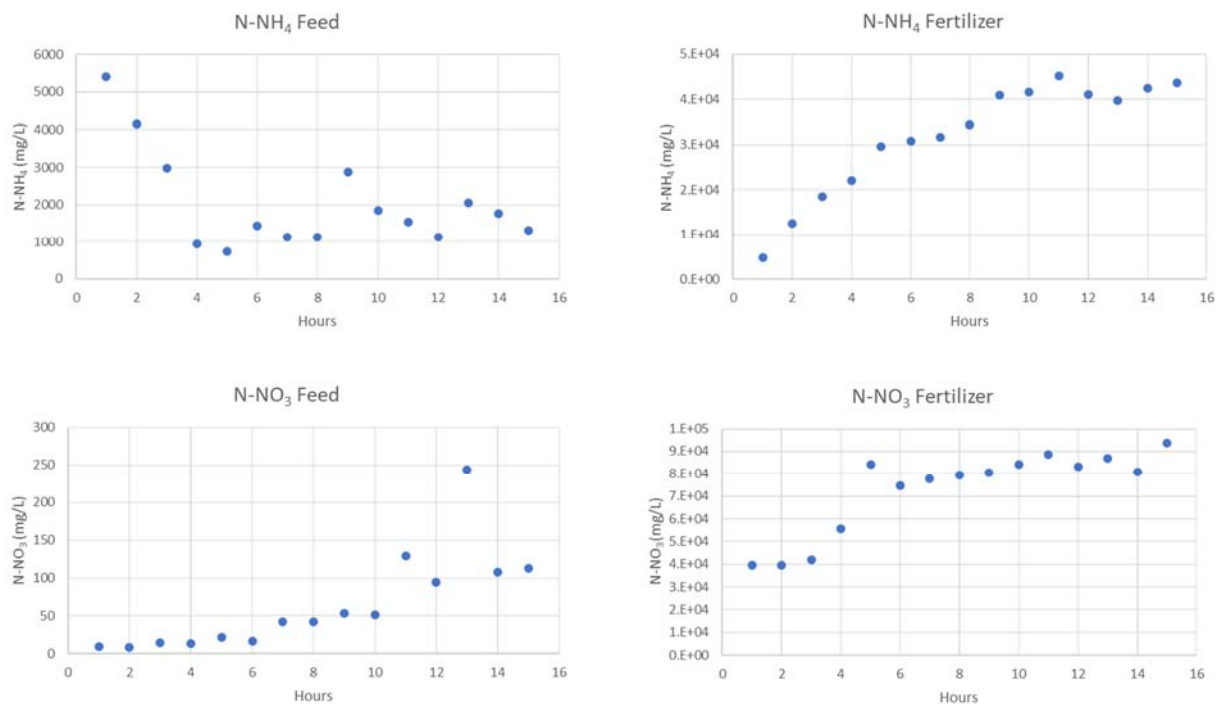 N-NH₄ Feed
N-NH₄ (mg/L)
6000
5000
4000
3000
2000
1000
0
0 2 4 6 8 10 12 14 16
Hours
N-NH₄ Fertilizer
N-NH₄ (mg/L)
5.E+04
4.E+04
3.E+04
2.E+04
1.E+04
0.E+00
0 2 4 6 8 10 12 14 16
Hours
N-NO₃ Feed
N-NO₃ (mg/L)
300
250
200
150
100
50
0
0 2 4 6 8 10 12 14 16
Hours
N-NO₃ Fertilizer
N-NO₃ (mg/L)
1.E+05
9.E+04
8.E+04
7.E+04
6.E+04
5.E+04
4.E+04
3.E+04
2.E+04
1.E+04
0.E+00
0 2 4 6 8 10 12 14 16
Hours